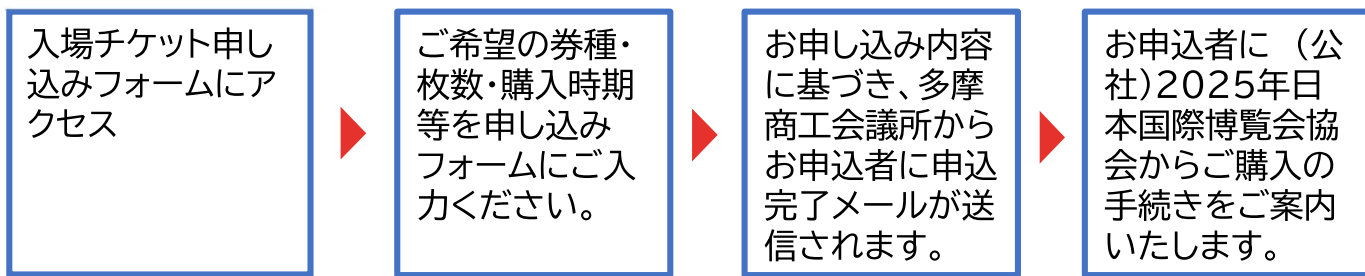 入場チケット申し
込みフォームにア
クセス
ご希望の券種・
枚数・購入時期
等を申し込み
フォームにご入
力ください。
お申し込み内容
に基づき、多摩
商工会議所から
お申込者に申込
完了メールが送
信されます。
お申込者に （公
社）2025年日
本国際博覧会協
会からご購入の
手続きをご案内
いたします。